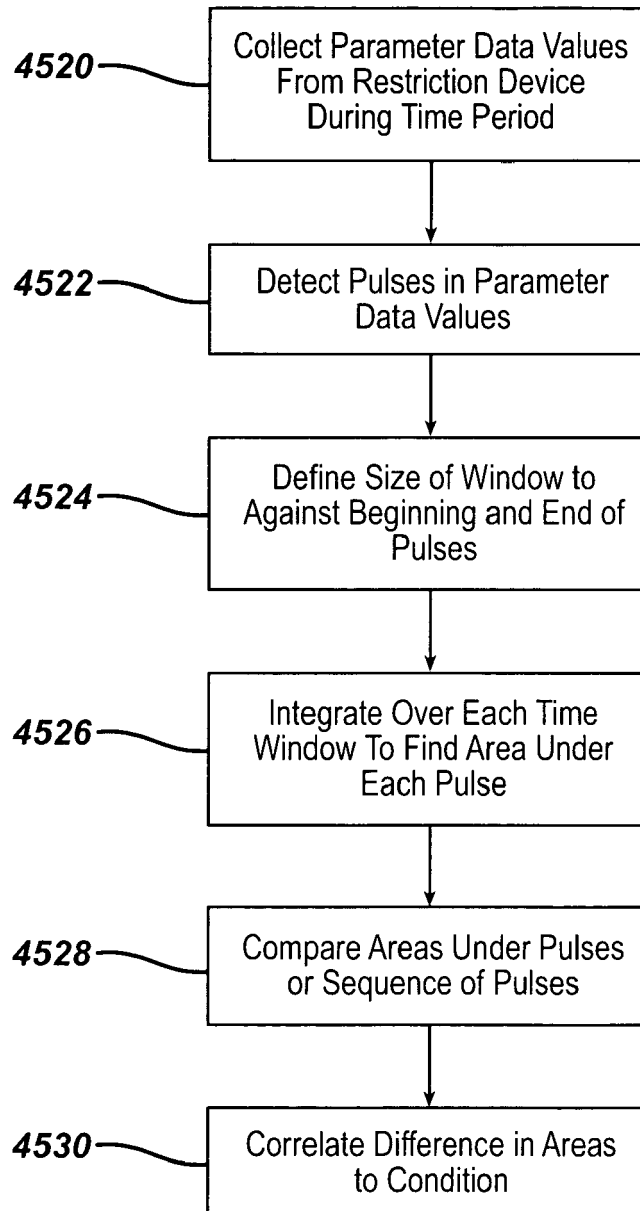 4520
Collect Parameter Data Values
From Restriction Device
During Time Period
4522
Detect Pulses in Parameter
Data Values
4524
Define Size of Window to
Against Beginning and End of
Pulses
4526
Integrate Over Each Time
Window To Find Area Under
Each Pulse
4528
Compare Areas Under Pulses
or Sequence of Pulses
4530
Correlate Difference in Areas
to Condition